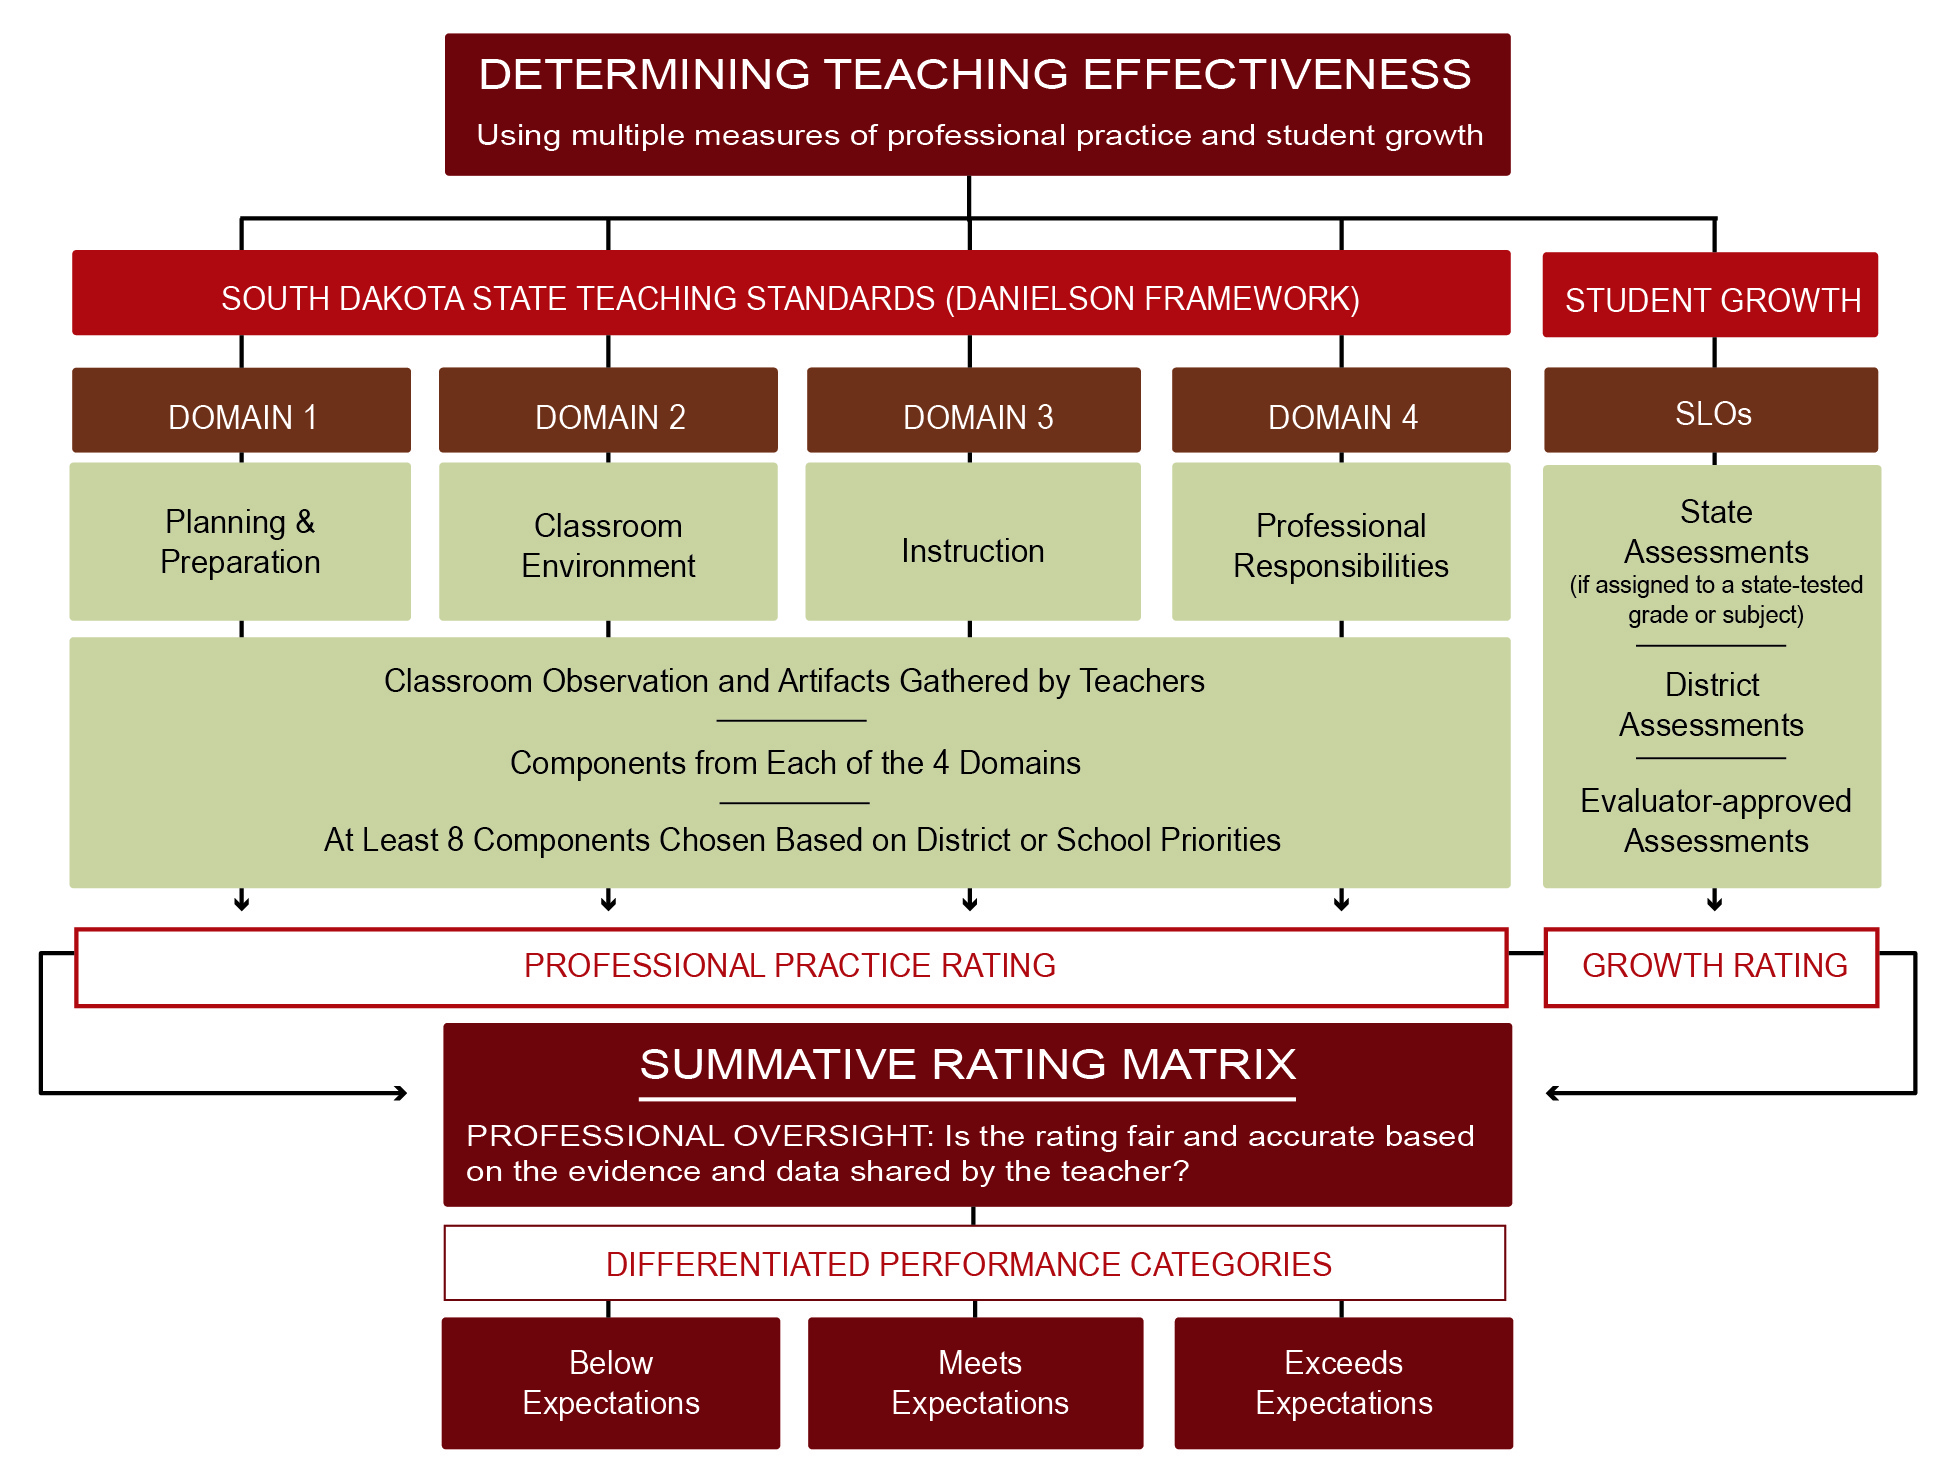 DETERMINING TEACHING EFFECTIVENESS
Using multiple measures of professional practice and student growth
SOUTH DAKOTA STATE TEACHING STANDARDS (DANIELSON FRAMEWORK)
STUDENT GROWTH
DOMAIN 1
DOMAIN 2
DOMAIN 3
DOMAIN 4
SLOs
Planning &
Preparation
Classroom
Environment
Instruction
Professional
Responsibilities
State
Assessments
(if assigned to a state-tested
grade or subject)
District
Assessments
Evaluator-approved
Assessments
Classroom Observation and Artifacts Gathered by Teachers
Components from Each of the 4 Domains
At Least 8 Components Chosen Based on District or School Priorities
PROFESSIONAL PRACTICE RATING
GROWTH RATING
SUMMATIVE RATING MATRIX
PROFESSIONAL OVERSIGHT: Is the rating fair and accurate based
on the evidence and data shared by the teacher?
DIFFERENTIATED PERFORMANCE CATEGORIES
Below
Expectations
Meets
Expectations
Exceeds
Expectations